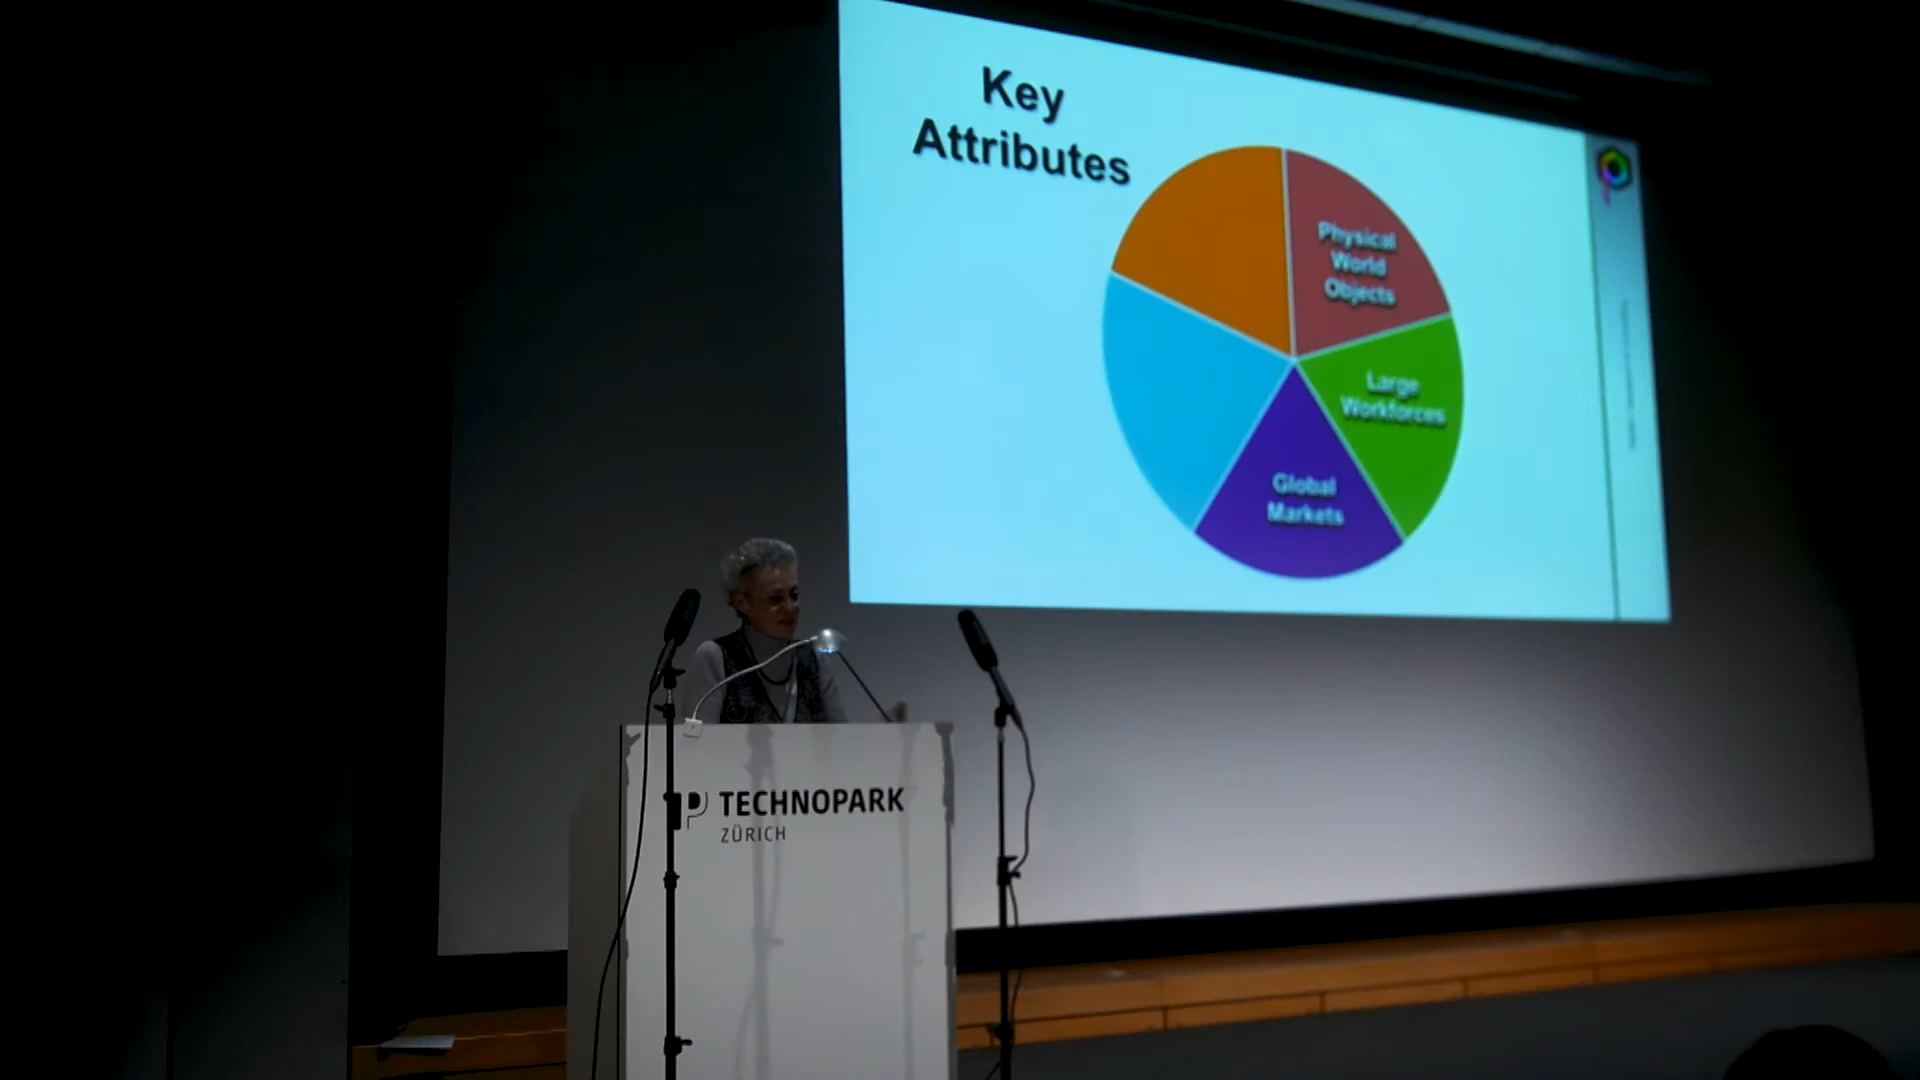 Key
Attributes
Physical
World
Objects
Large
Workforces
Global
Markets
TECHNOPARK
ZÜRICH